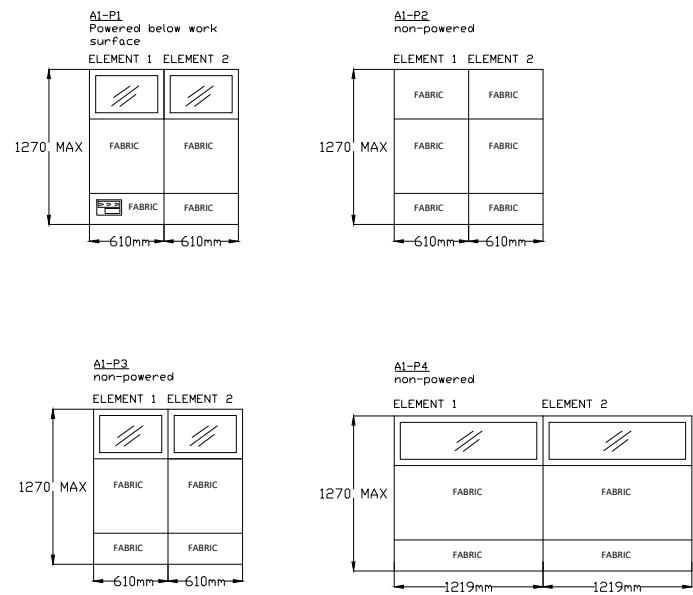 A1-P1
Powered below work
surface
ELEMENT 1 ELEMENT 2
FABRIC FABRIC
1270 MAX
FABRIC FABRIC
610mm 610mm
A1-P2
non-powered
ELEMENT 1 ELEMENT 2
FABRIC FABRIC
FABRIC FABRIC
1270 MAX
FABRIC FABRIC
610mm 610mm
A1-P3
non-powered
ELEMENT 1 ELEMENT 2
FABRIC FABRIC
1270 MAX
FABRIC FABRIC
610mm 610mm
A1-P4
non-powered
ELEMENT 1 ELEMENT 2
FABRIC FABRIC
1270 MAX
FABRIC FABRIC
1219mm 1219mm